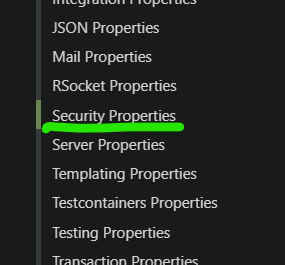 Integration Properties
JSON Properties
Mail Properties
RSocket Properties
Security Properties
Server Properties
Templating Properties
Testcontainers Properties
Testing Properties
Transaction Properties